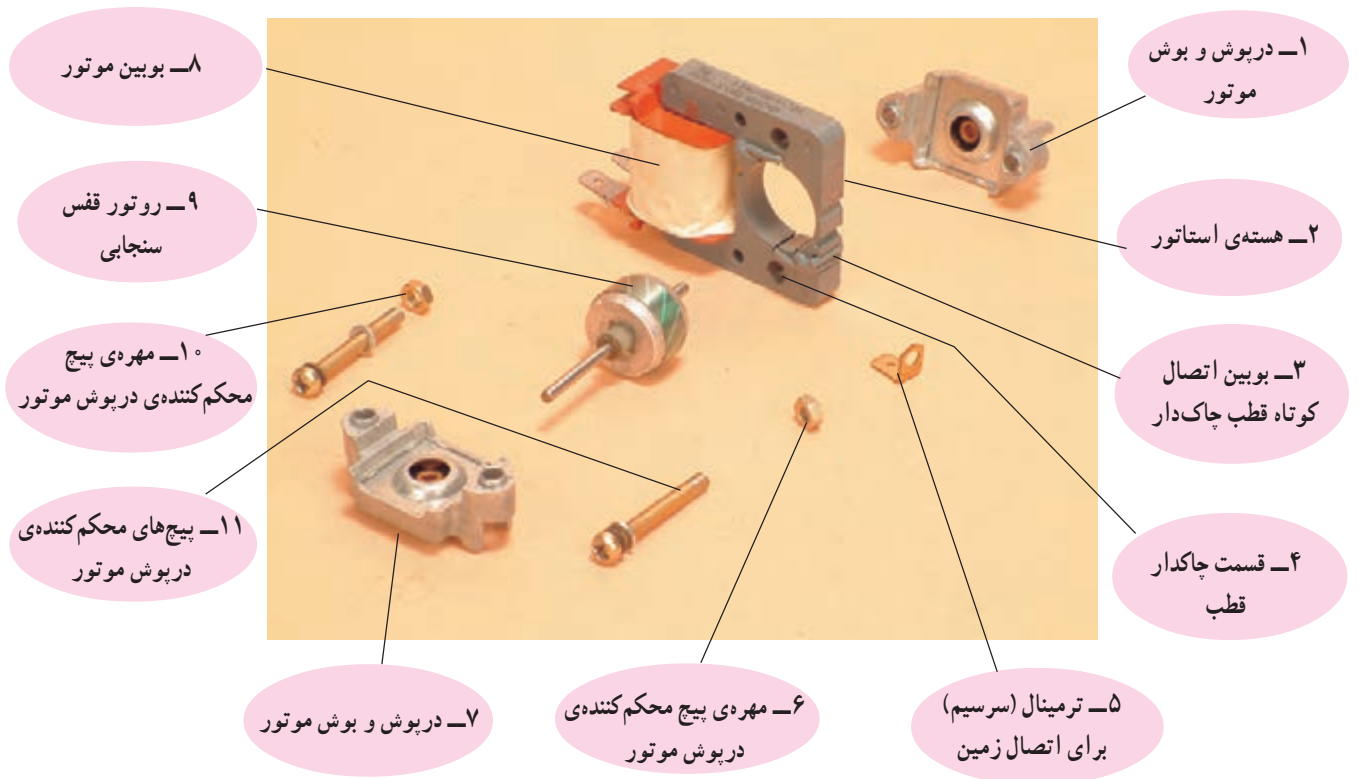 ۱ــ درپوش و بوش
موتور
۲ــ هسته‌ی استاتور
۳ــ بوبین اتصال
کوتاه قطب چاک‌دار
۴ــ قسمت چاکدار
قطب
۵ــ ترمینال (سرسیم)
برای اتصال زمین
۶ــ مهره‌ی پیچ محکم‌کننده‌ی
درپوش موتور
۷ــ درپوش و بوش موتور
۸ــ بوبین موتور
۹ــ روتور قفس
سنجابی
۱۰ــ مهره‌ی پیچ
محکم‌کننده‌ی درپوش موتور
۱۱ــ پیچ‌های محکم‌کننده‌ی
درپوش موتور